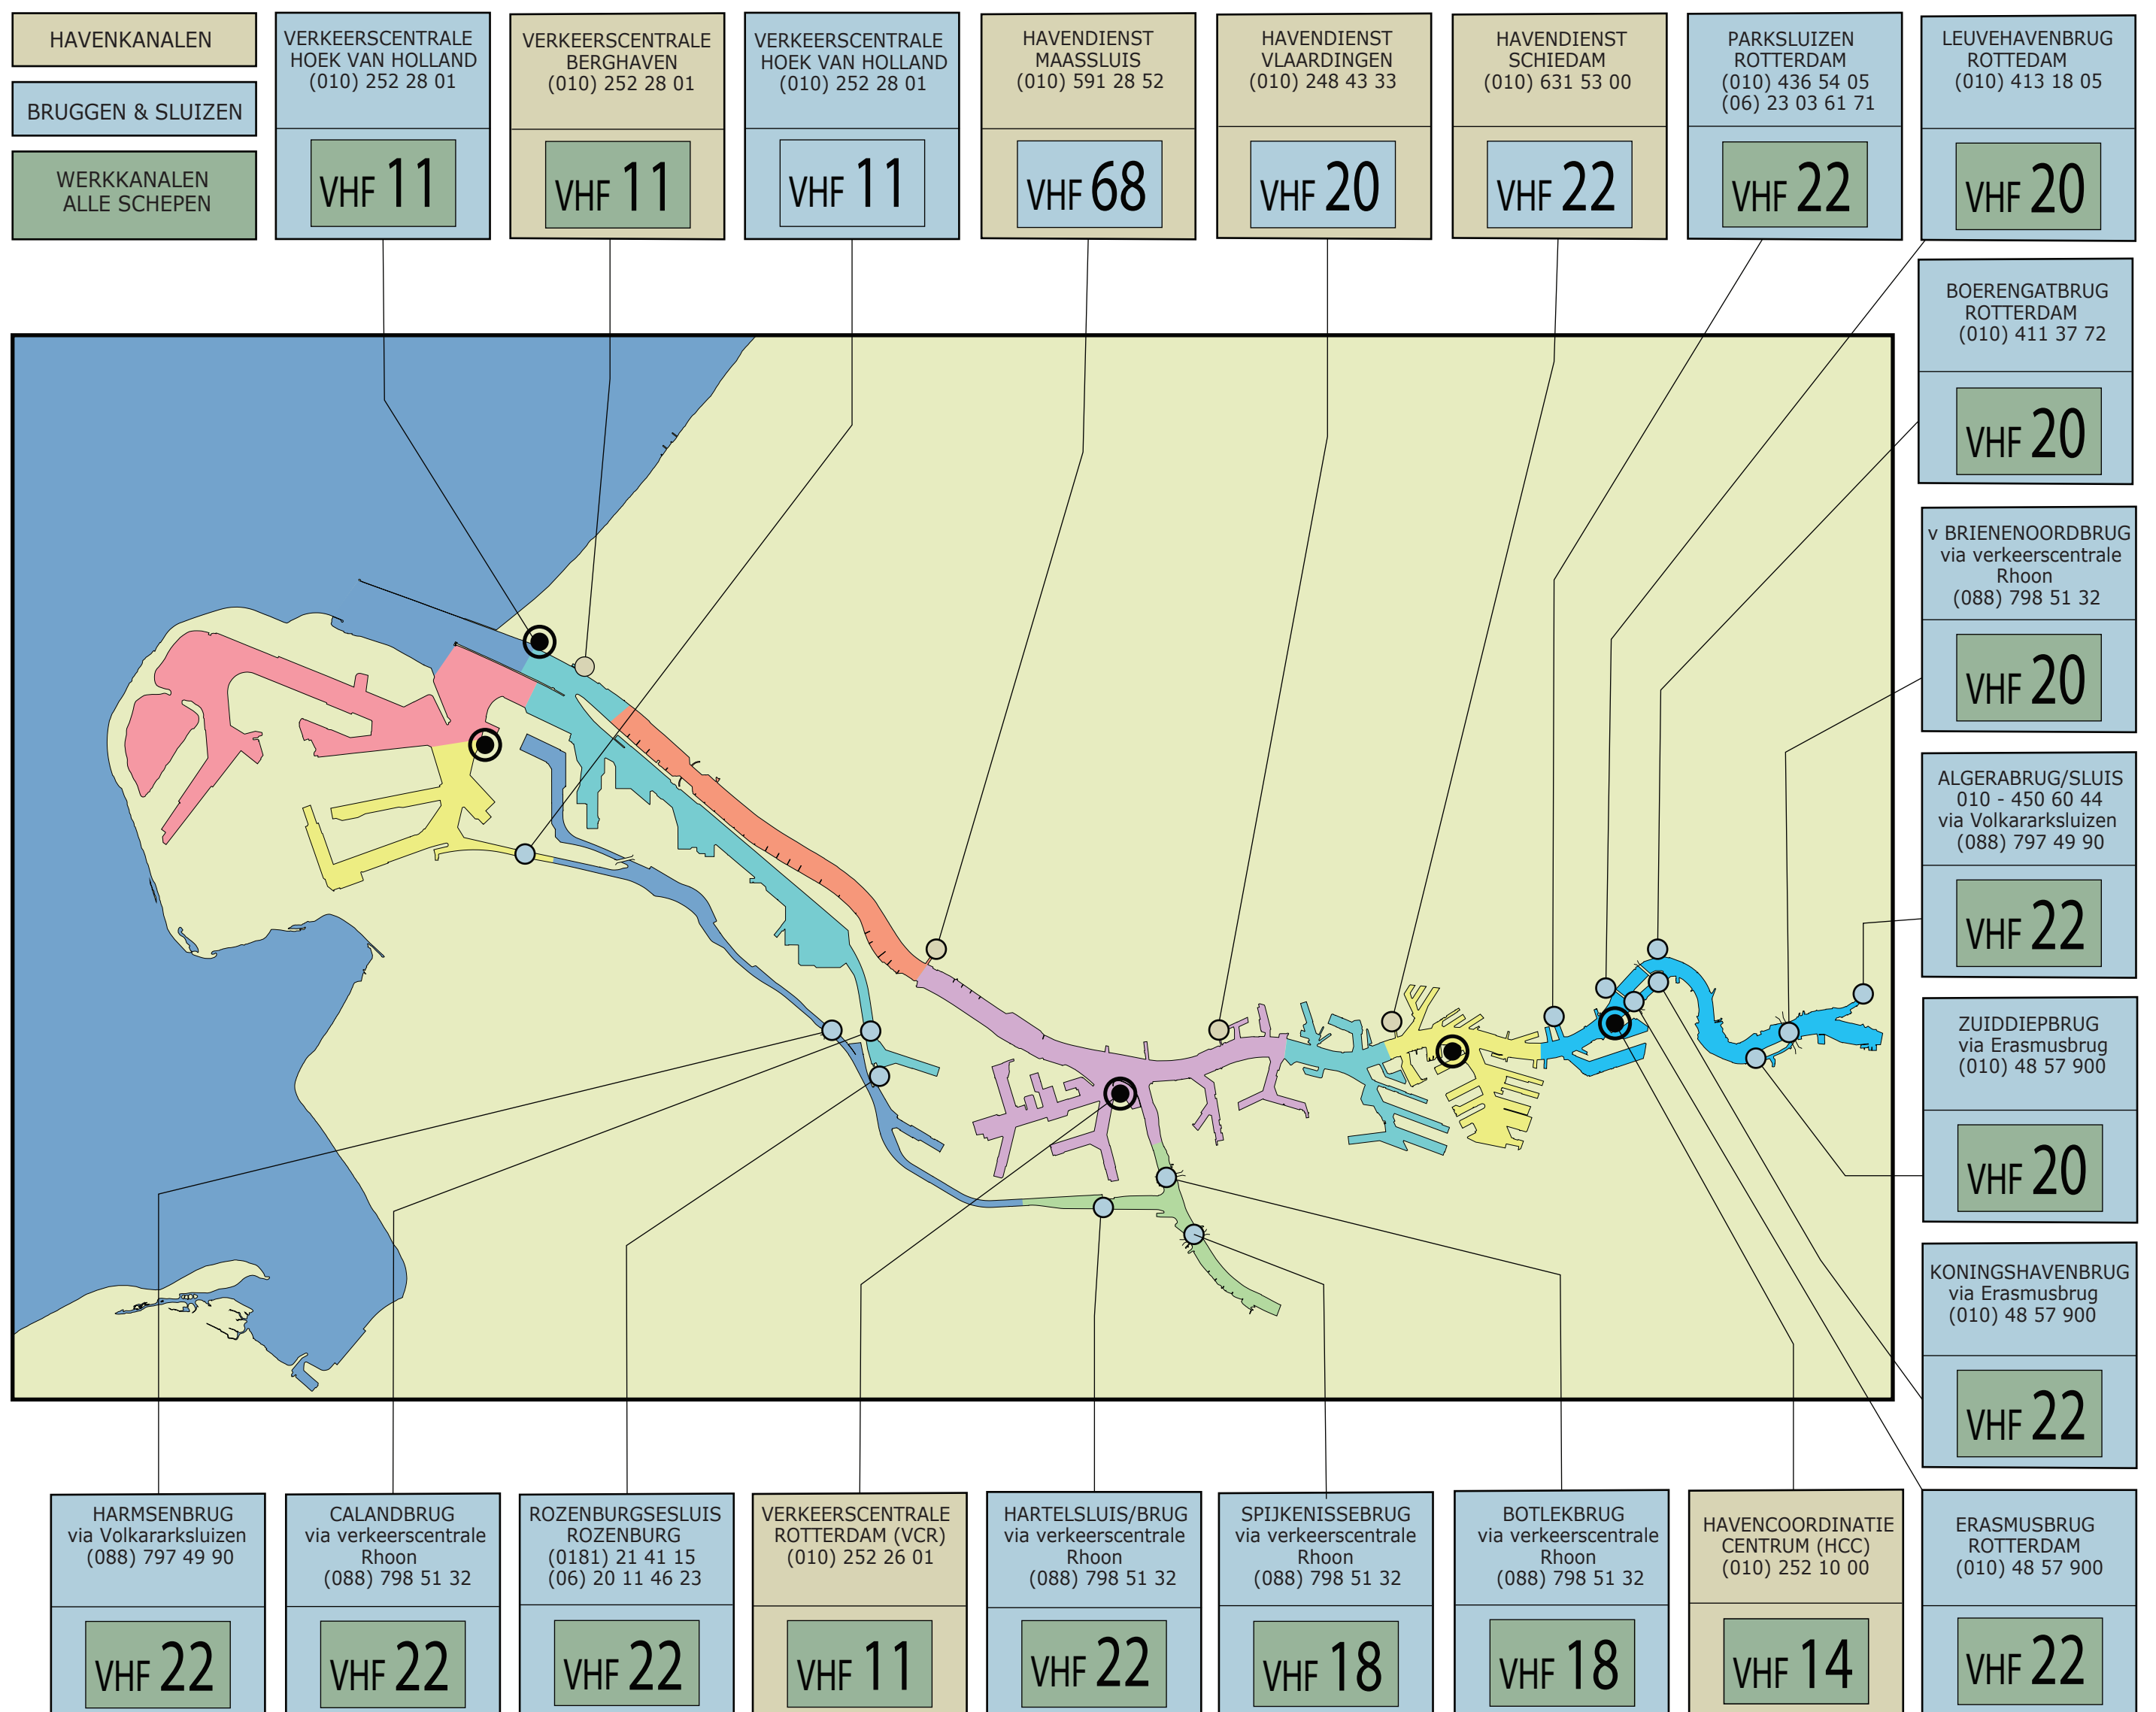 HAVENKANALEN
BRUGGEN & SLUIZEN
WERKKANALEN
ALLE SCHEPEN
VERKEERSCENTRALE
HOEK VAN HOLLAND
(010) 252 28 01
VHF 11
VERKEERSCENTRALE
BERGHAVEN
(010) 252 28 01
VHF 11
VERKEERSCENTRALE
HOEK VAN HOLLAND
(010) 252 28 01
VHF 11
HAVENDIENST
MAASSLUIS
(010) 591 28 52
VHF 68
HAVENDIENST
VLAARDINGEN
(010) 248 43 33
VHF 20
HAVENDIENST
SCHIEDAM
(010) 631 53 00
VHF 22
PARKSLUIZEN
ROTTERDAM
(010) 436 54 05
(06) 23 03 61 71
VHF 22
LEUVEHAVENBRUG
ROTTEDAM
(010) 413 18 05
VHF 20
BOERENGATBRUG
ROTTERDAM
(010) 411 37 72
VHF 20
v BRIENENOORDBRUG
via verkeerscentrale
Rhoon
(088) 798 51 32
VHF 20
ALGERABRUG/SLUIS
010 - 450 60 44
via Volkararksluizen
(088) 797 49 90
VHF 22
ZUIDDIEPBRUG
via Erasmusbrug
(010) 48 57 900
VHF 20
KONINGSHAVENBRUG
via Erasmusbrug
(010) 48 57 900
VHF 22
HARMSENBRUG
via Volkararksluizen
(088) 797 49 90
VHF 22
CALANDBRUG
via verkeerscentrale
Rhoon
(088) 798 51 32
VHF 22
ROZENBURGSESLUIS
ROZENBURG
(0181) 21 41 15
(06) 20 11 46 23
VHF 22
VERKEERSCENTRALE
ROTTERDAM (VCR)
(010) 252 26 01
VHF 11
HARTELSLUIS/BRUG
via verkeerscentrale
Rhoon
(088) 798 51 32
VHF 22
SPIJKENISSEBRUG
via verkeerscentrale
Rhoon
(088) 798 51 32
VHF 18
BOTLEKBRUG
via verkeerscentrale
Rhoon
(088) 798 51 32
VHF 18
HAVENCOORDINATIE
CENTRUM (HCC)
(010) 252 10 00
VHF 14
ERASMUSBRUG
ROTTERDAM
(010) 48 57 900
VHF 22